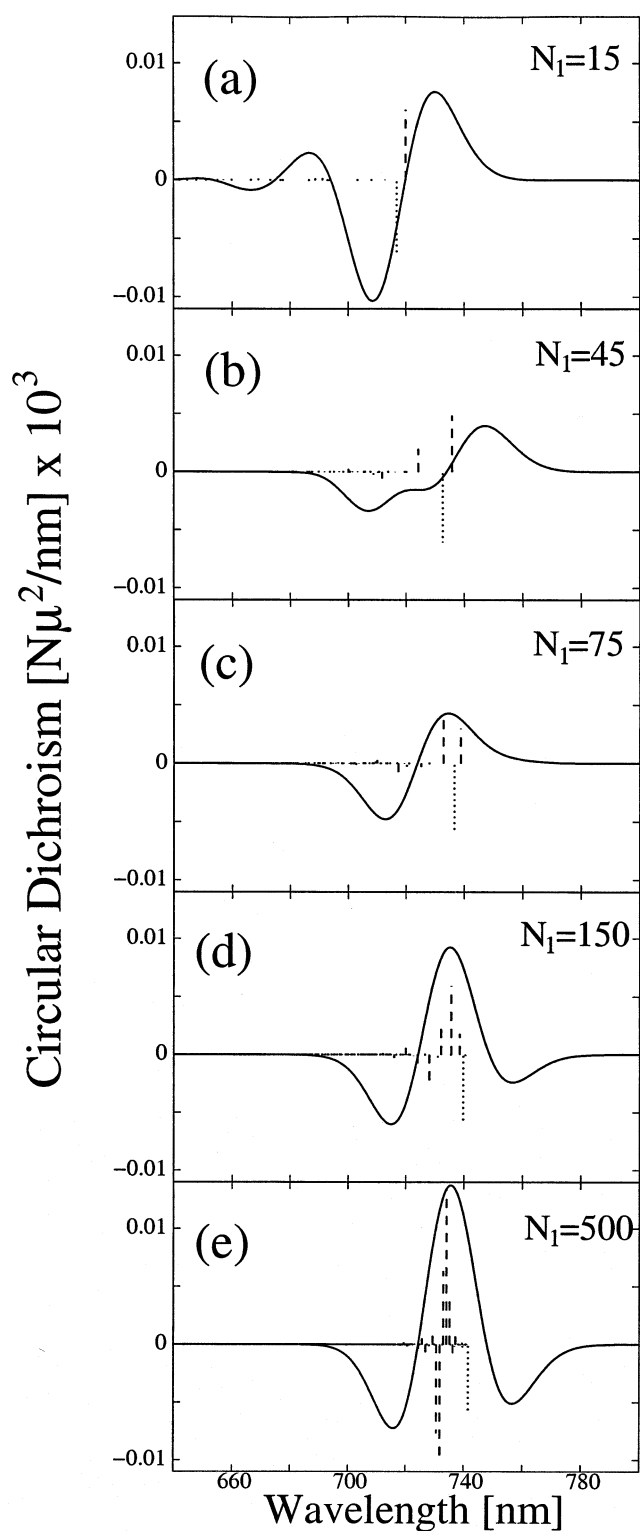 Circular Dichroism [Nμ²/nm] x 10³
(a)
N₁=15
0.01
0
−0.01
(b)
N₁=45
0.01
0
−0.01
(c)
N₁=75
0.01
0
−0.01
(d)
N₁=150
0.01
0
−0.01
(e)
N₁=500
0.01
0
−0.01
660 700 740 780
Wavelength [nm]